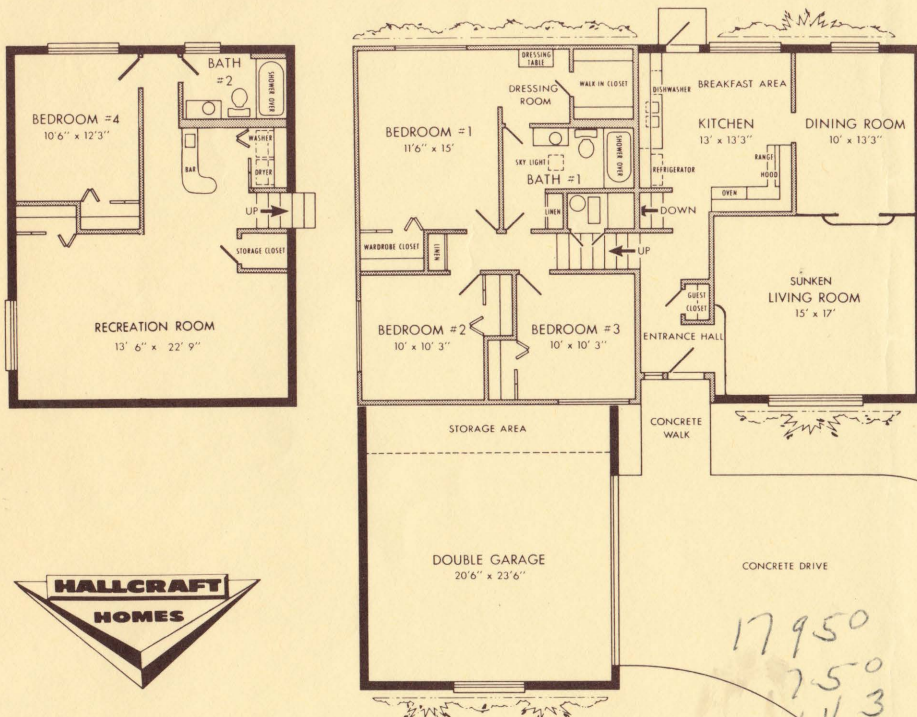 BATH
#2
SHOWER OVER
BEDROOM #4
10'6" x 12'3"
WASHER
DRYER
BAR
UP
STORAGE CLOSET
RECREATION ROOM
13' 6" x 22' 9"
DRESSING
TABLE
WALK IN CLOSET
DRESSING
ROOM
BEDROOM #1
11'6" x 15'
SKY LIGHT
BATH #1
SHOWER OVER
LINEN
WARDROBE CLOSET
LINEN
UP
DOWN
BEDROOM #2
10' x 10' 3"
BEDROOM #3
10' x 10' 3"
DISHWASHER
BREAKFAST AREA
KITCHEN
13' x 13'3"
REFRIGERATOR
RANGE
HOOD
OVEN
DINING ROOM
10' x 13'3"
SUNKEN
LIVING ROOM
15' x 17'
GUEST
CLOSET
ENTRANCE HALL
STORAGE AREA
CONCRETE
WALK
DOUBLE GARAGE
20'6" x 23'6"
CONCRETE DRIVE
HALLCRAFT
HOMES
17950
750